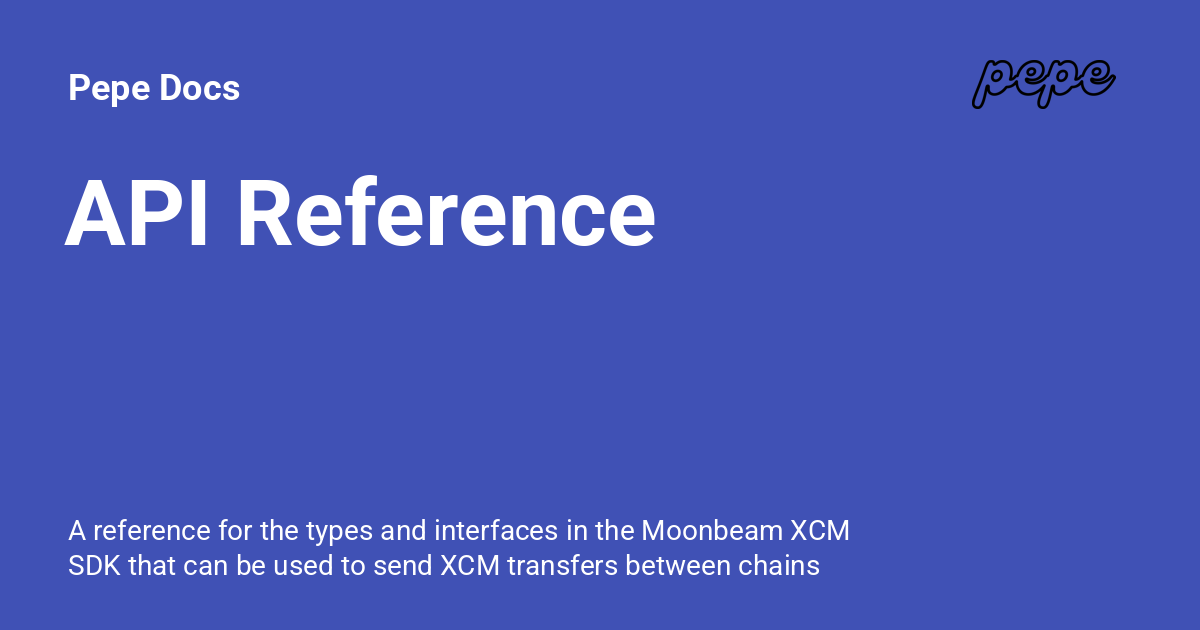 Pepe Docs
pepe
API Reference
A reference for the types and interfaces in the Moonbeam XCM
SDK that can be used to send XCM transfers between chains